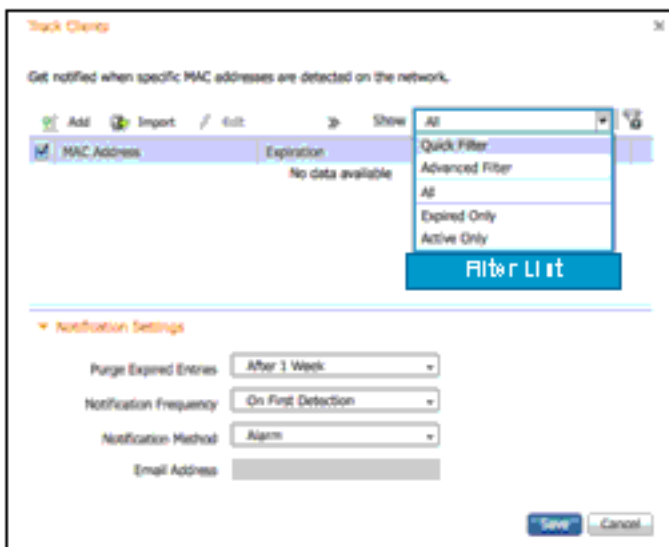 Track Clients
Get notified when specific MAC addresses are detected on the network.
Add Import Edit Show All
MAC Address Expiration
No data available
Quick Filter
Advanced Filter
All
Expired Only
Active Only
Filter List
Notification Settings
Purge Expired Entries After 1 Week
Notification Frequency On First Detection
Notification Method Alarm
Email Address
Save Cancel